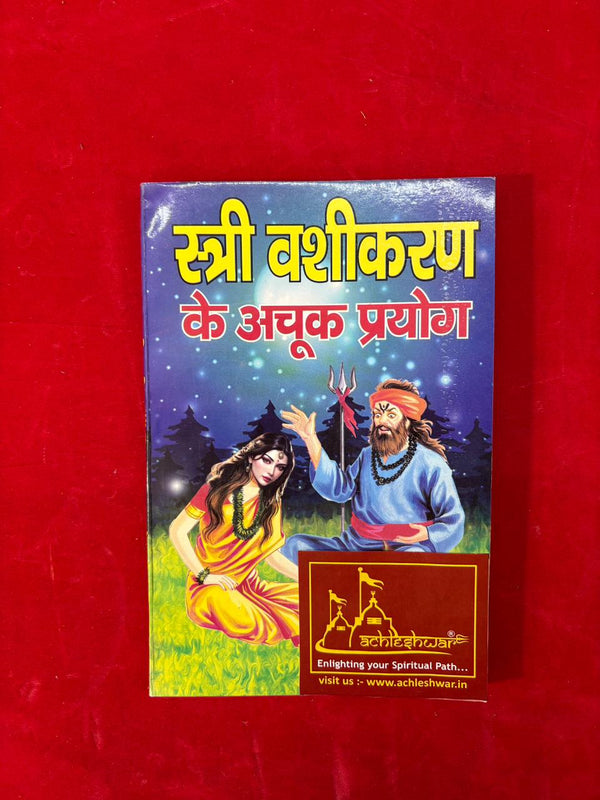 स्त्री वशीकरण
के अचूक प्रयोग
achleshwar®
Enlighting your Spiritual Path...
visit us :- www.achleshwar.in